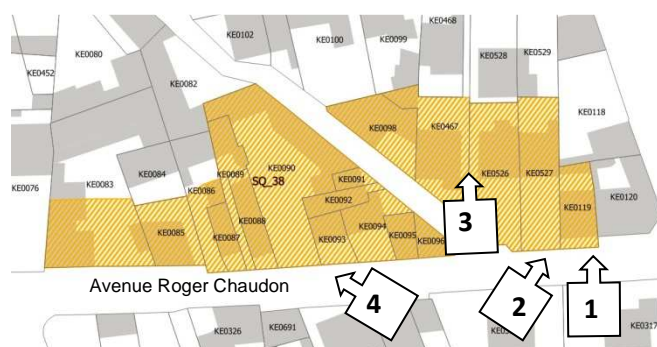 KE0468
KE0102
KE0100
KE0099
KE0080
KE0528
KE0529
KE0452
KE0082
KE0118
KE0098
KE0467
KE0090
KE0084
KE0089
KE0091
SQ_38
KE0526
KE0527
KE0076
KE0083
KE0086
KE0092
KE0120
KE0119
KE0088
KE0094
KE0085
KE0087
KE0093
KE0095
KE0096
3
Avenue Roger Chaudon
4
2
1
KE0326
KE0691
KE0317